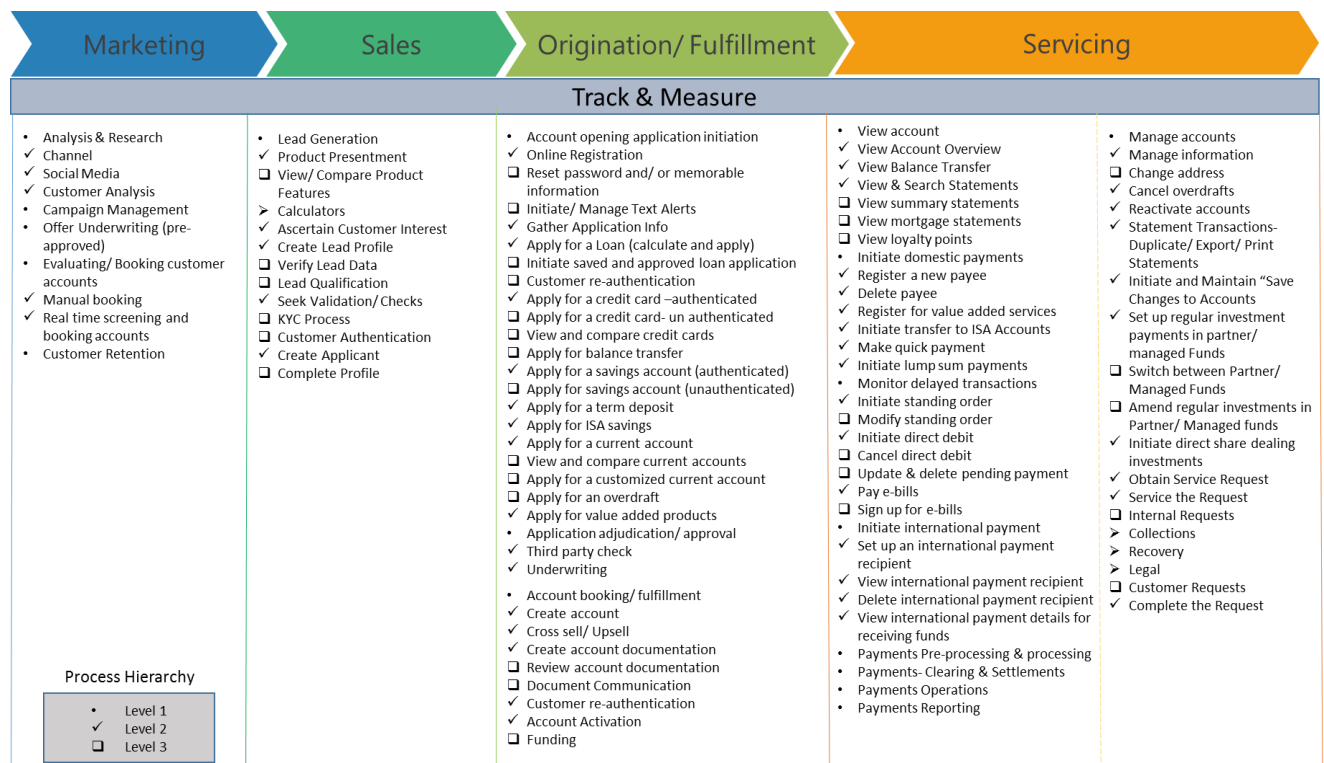 Marketing
Sales
Origination/ Fulfillment
Servicing
Track & Measure
• Analysis & Research
✓ Channel
✓ Social Media
✓ Customer Analysis
• Campaign Management
• Offer Underwriting (pre-
approved)
• Evaluating/ Booking customer
accounts
✓ Manual booking
✓ Real time screening and
booking accounts
• Customer Retention
Process Hierarchy
• Level 1
✓ Level 2
❑ Level 3
• Lead Generation
✓ Product Presentment
❑ View/ Compare Product
Features
➢ Calculators
✓ Ascertain Customer Interest
✓ Create Lead Profile
❑ Verify Lead Data
❑ Lead Qualification
✓ Seek Validation/ Checks
❑ KYC Process
❑ Customer Authentication
✓ Create Applicant
❑ Complete Profile
• Account opening application initiation
✓ Online Registration
❑ Reset password and/ or memorable
information
❑ Initiate/ Manage Text Alerts
✓ Gather Application Info
✓ Apply for a Loan (calculate and apply)
❑ Initiate saved and approved loan application
❑ Customer re-authentication
✓ Apply for a credit card –authenticated
❑ Apply for a credit card- un authenticated
❑ View and compare credit cards
❑ Apply for balance transfer
✓ Apply for a savings account (authenticated)
❑ Apply for savings account (unauthenticated)
✓ Apply for a term deposit
✓ Apply for ISA savings
✓ Apply for a current account
❑ View and compare current accounts
❑ Apply for a customized current account
❑ Apply for an overdraft
✓ Apply for value added products
• Application adjudication/ approval
✓ Third party check
✓ Underwriting
• Account booking/ fulfillment
✓ Create account
✓ Cross sell/ Upsell
✓ Create account documentation
❑ Review account documentation
❑ Document Communication
✓ Customer re-authentication
✓ Account Activation
❑ Funding
• View account
✓ View Account Overview
✓ View Balance Transfer
✓ View & Search Statements
❑ View summary statements
❑ View mortgage statements
❑ View loyalty points
• Initiate domestic payments
✓ Register a new payee
✓ Delete payee
✓ Register for value added services
✓ Initiate transfer to ISA Accounts
✓ Make quick payment
✓ Initiate lump sum payments
• Monitor delayed transactions
✓ Initiate standing order
❑ Modify standing order
✓ Initiate direct debit
❑ Cancel direct debit
❑ Update & delete pending payment
✓ Pay e-bills
❑ Sign up for e-bills
• Initiate international payment
✓ Set up an international payment
recipient
✓ View international payment recipient
✓ Delete international payment recipient
✓ View international payment details for
receiving funds
• Payments Pre-processing & processing
• Payments- Clearing & Settlements
• Payments Operations
• Payments Reporting
• Manage accounts
✓ Manage information
❑ Change address
✓ Cancel overdrafts
✓ Reactivate accounts
✓ Statement Transactions-
Duplicate/ Export/ Print
Statements
✓ Initiate and Maintain “Save
Changes to Accounts
✓ Set up regular investment
payments in partner/
managed Funds
❑ Switch between Partner/
Managed Funds
❑ Amend regular investments in
Partner/ Managed funds
✓ Initiate direct share dealing
investments
✓ Obtain Service Request
✓ Service the Request
❑ Internal Requests
➢ Collections
➢ Recovery
➢ Legal
❑ Customer Requests
✓ Complete the Request